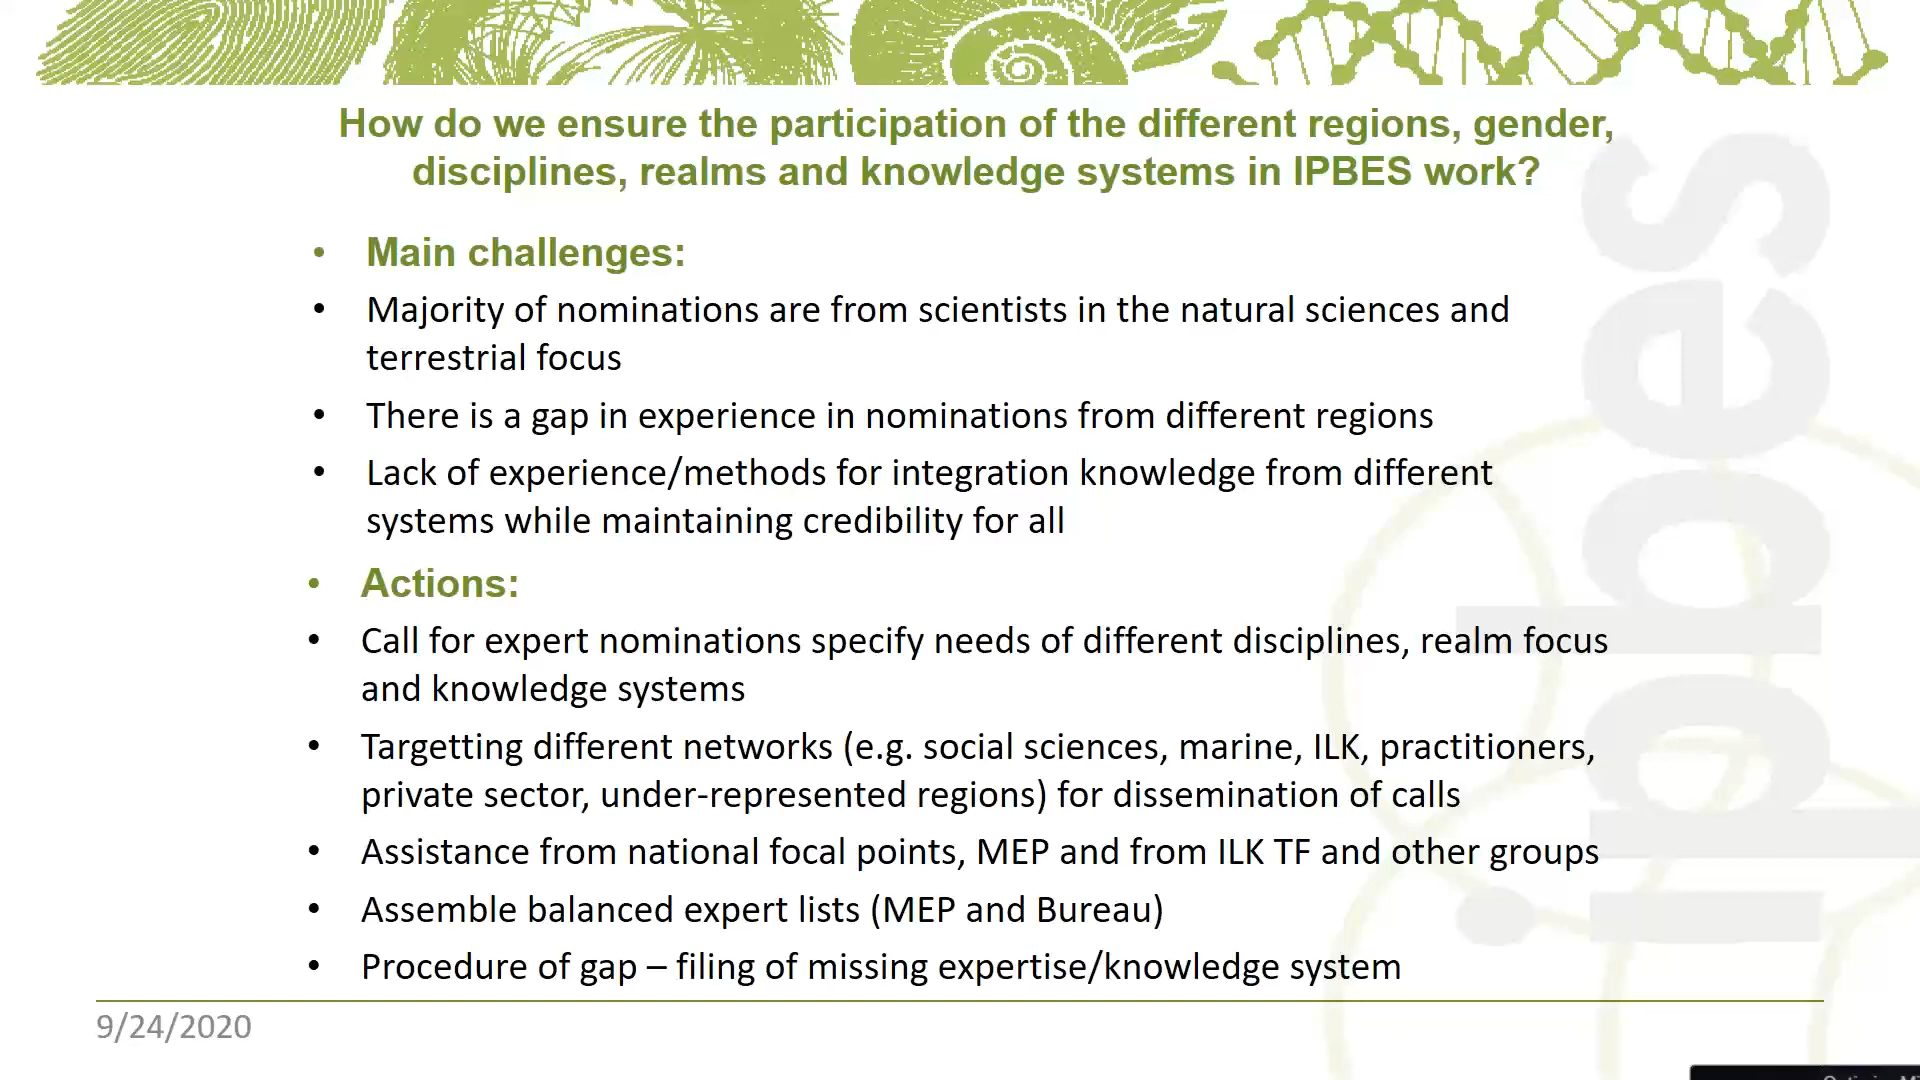 How do we ensure the participation of the different regions, gender,
disciplines, realms and knowledge systems in IPBES work?
• Main challenges:
• Majority of nominations are from scientists in the natural sciences and
terrestrial focus
• There is a gap in experience in nominations from different regions
• Lack of experience/methods for integration knowledge from different
systems while maintaining credibility for all
• Actions:
• Call for expert nominations specify needs of different disciplines, realm focus
and knowledge systems
• Targetting different networks (e.g. social sciences, marine, ILK, practitioners,
private sector, under-represented regions) for dissemination of calls
• Assistance from national focal points, MEP and from ILK TF and other groups
• Assemble balanced expert lists (MEP and Bureau)
• Procedure of gap – filing of missing expertise/knowledge system
9/24/2020
ipbes